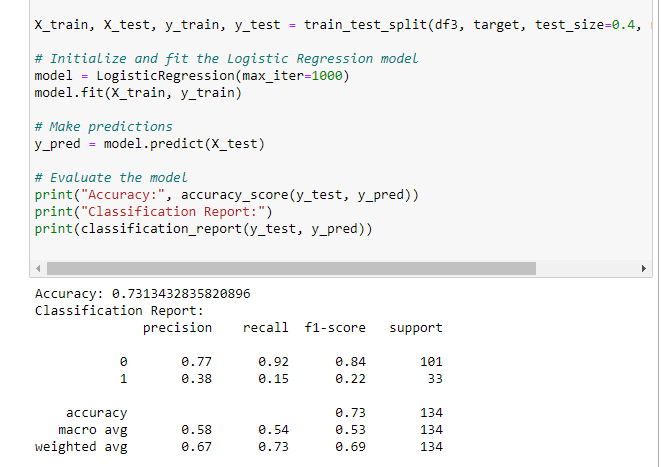 X_train, X_test, y_train, y_test = train_test_split(df3, target, test_size=0.4,
# Initialize and fit the Logistic Regression model
model = LogisticRegression(max_iter=1000)
model.fit(X_train, y_train)
# Make predictions
y_pred = model.predict(X_test)
# Evaluate the model
print("Accuracy:", accuracy_score(y_test, y_pred))
print("Classification Report:")
print(classification_report(y_test, y_pred))
Accuracy: 0.7313432835820896
Classification Report:
precision recall f1-score support
0 0.77 0.92 0.84 101
1 0.38 0.15 0.22 33
accuracy 0.73 134
macro avg 0.58 0.54 0.53 134
weighted avg 0.67 0.73 0.69 134